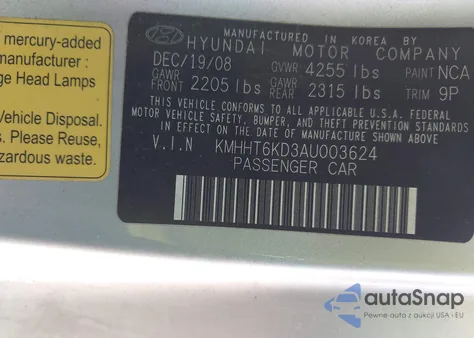 mercury-added
manufacturer :
ge Head Lamps
Vehicle Disposal.
s Please Reuse,
zardous waste.
MANUFACTURED IN KOREA BY
HYUNDAI MOTOR COMPANY
DEC/19/08 GVWR 4255 lbs PAINT NCA
GAWR FRONT 2205 lbs GAWR REAR 2315 lbs TRIM 9P
THIS VEHICLE CONFORMS TO ALL APPLICABLE U.S.A. FEDERAL
MOTOR VEHICLE SAFETY, BUMPER, AND THEFT PREVENTION STANDARDS
IN EFFECT ON THE DATE OF MANUFACTURE SHOWN ABOVE.
V.I.N KMHHT6KD3AU003624
PASSENGER CAR
autoSnap
Pewne auto z aukcji USA i EU